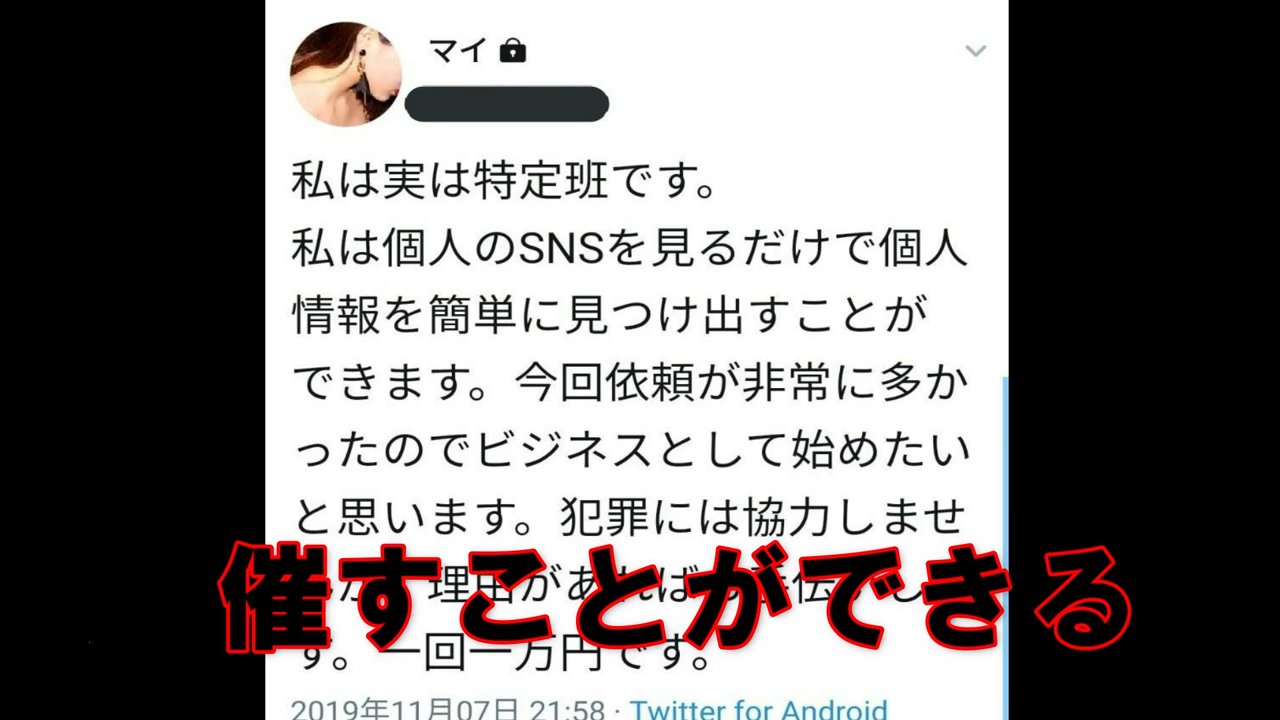 マイ
私は実は特定班です。
私は個人のSNSを見るだけで個人
情報を簡単に見つけ出すことが
できます。今回依頼が非常に多か
ったのでビジネスとして始めたい
と思います。犯罪には協力しませ
理由があれば
催すことができる
す。一回一万円です。
2019年11月07日 21:58 · Twitter for Android